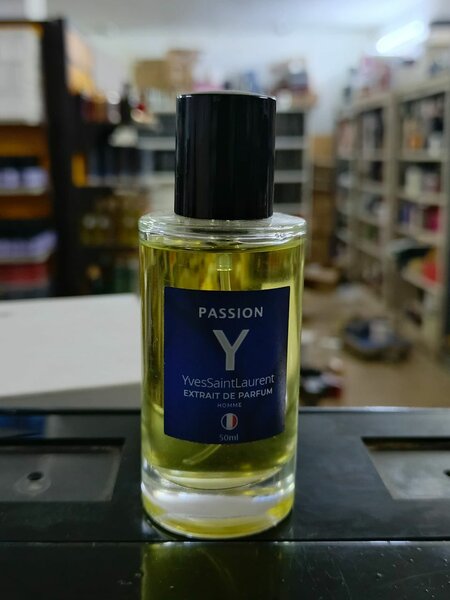 PASSION
Y
YvesSaintLaurent
EXTRAIT DE PARFUM
HOMME
50ml